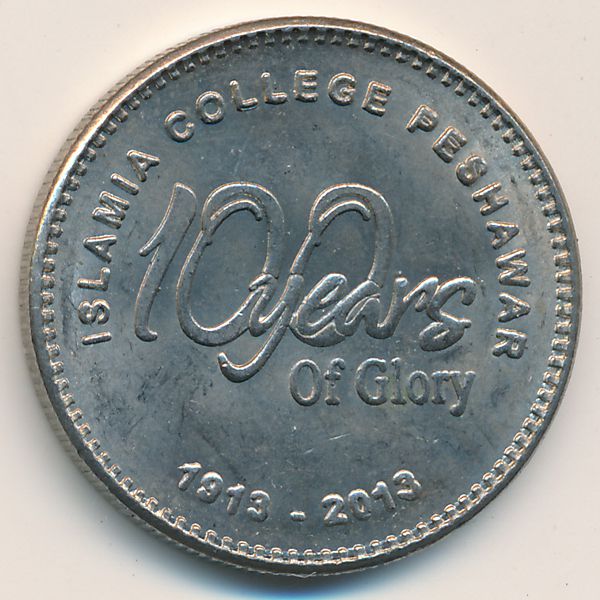 ISLAMIA COLLEGE PESHAWAR
100 years
Of Glory
1913 - 2013